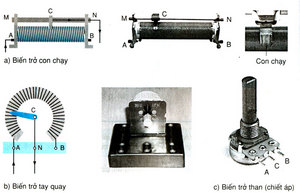 M C N
A B
a) Biến trở con chạy
M C N
A B
Con chạy
C
A N B
b) Biến trở tay quay
A
C
B
c) Biến trở than (chiết áp)